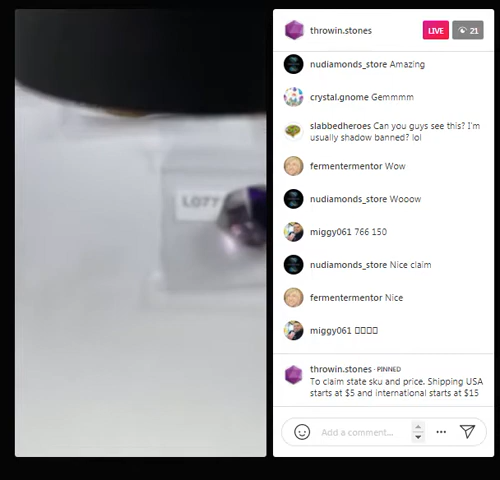 throwin.stones
LIVE
21
nudiamonds_store Amazing
crystal.gnome Gemmmm
slabbedheroes Can you guys see this? I'm
usually shadow banned? lol
fermentermentor Wow
nudiamonds_store Wooow
miggy061 766 150
nudiamonds_store Nice claim
fermentermentor Nice
miggy061 □□□□
throwin.stones · PINNED
To claim state sku and price. Shipping USA
starts at $5 and international starts at $15
Add a comment...